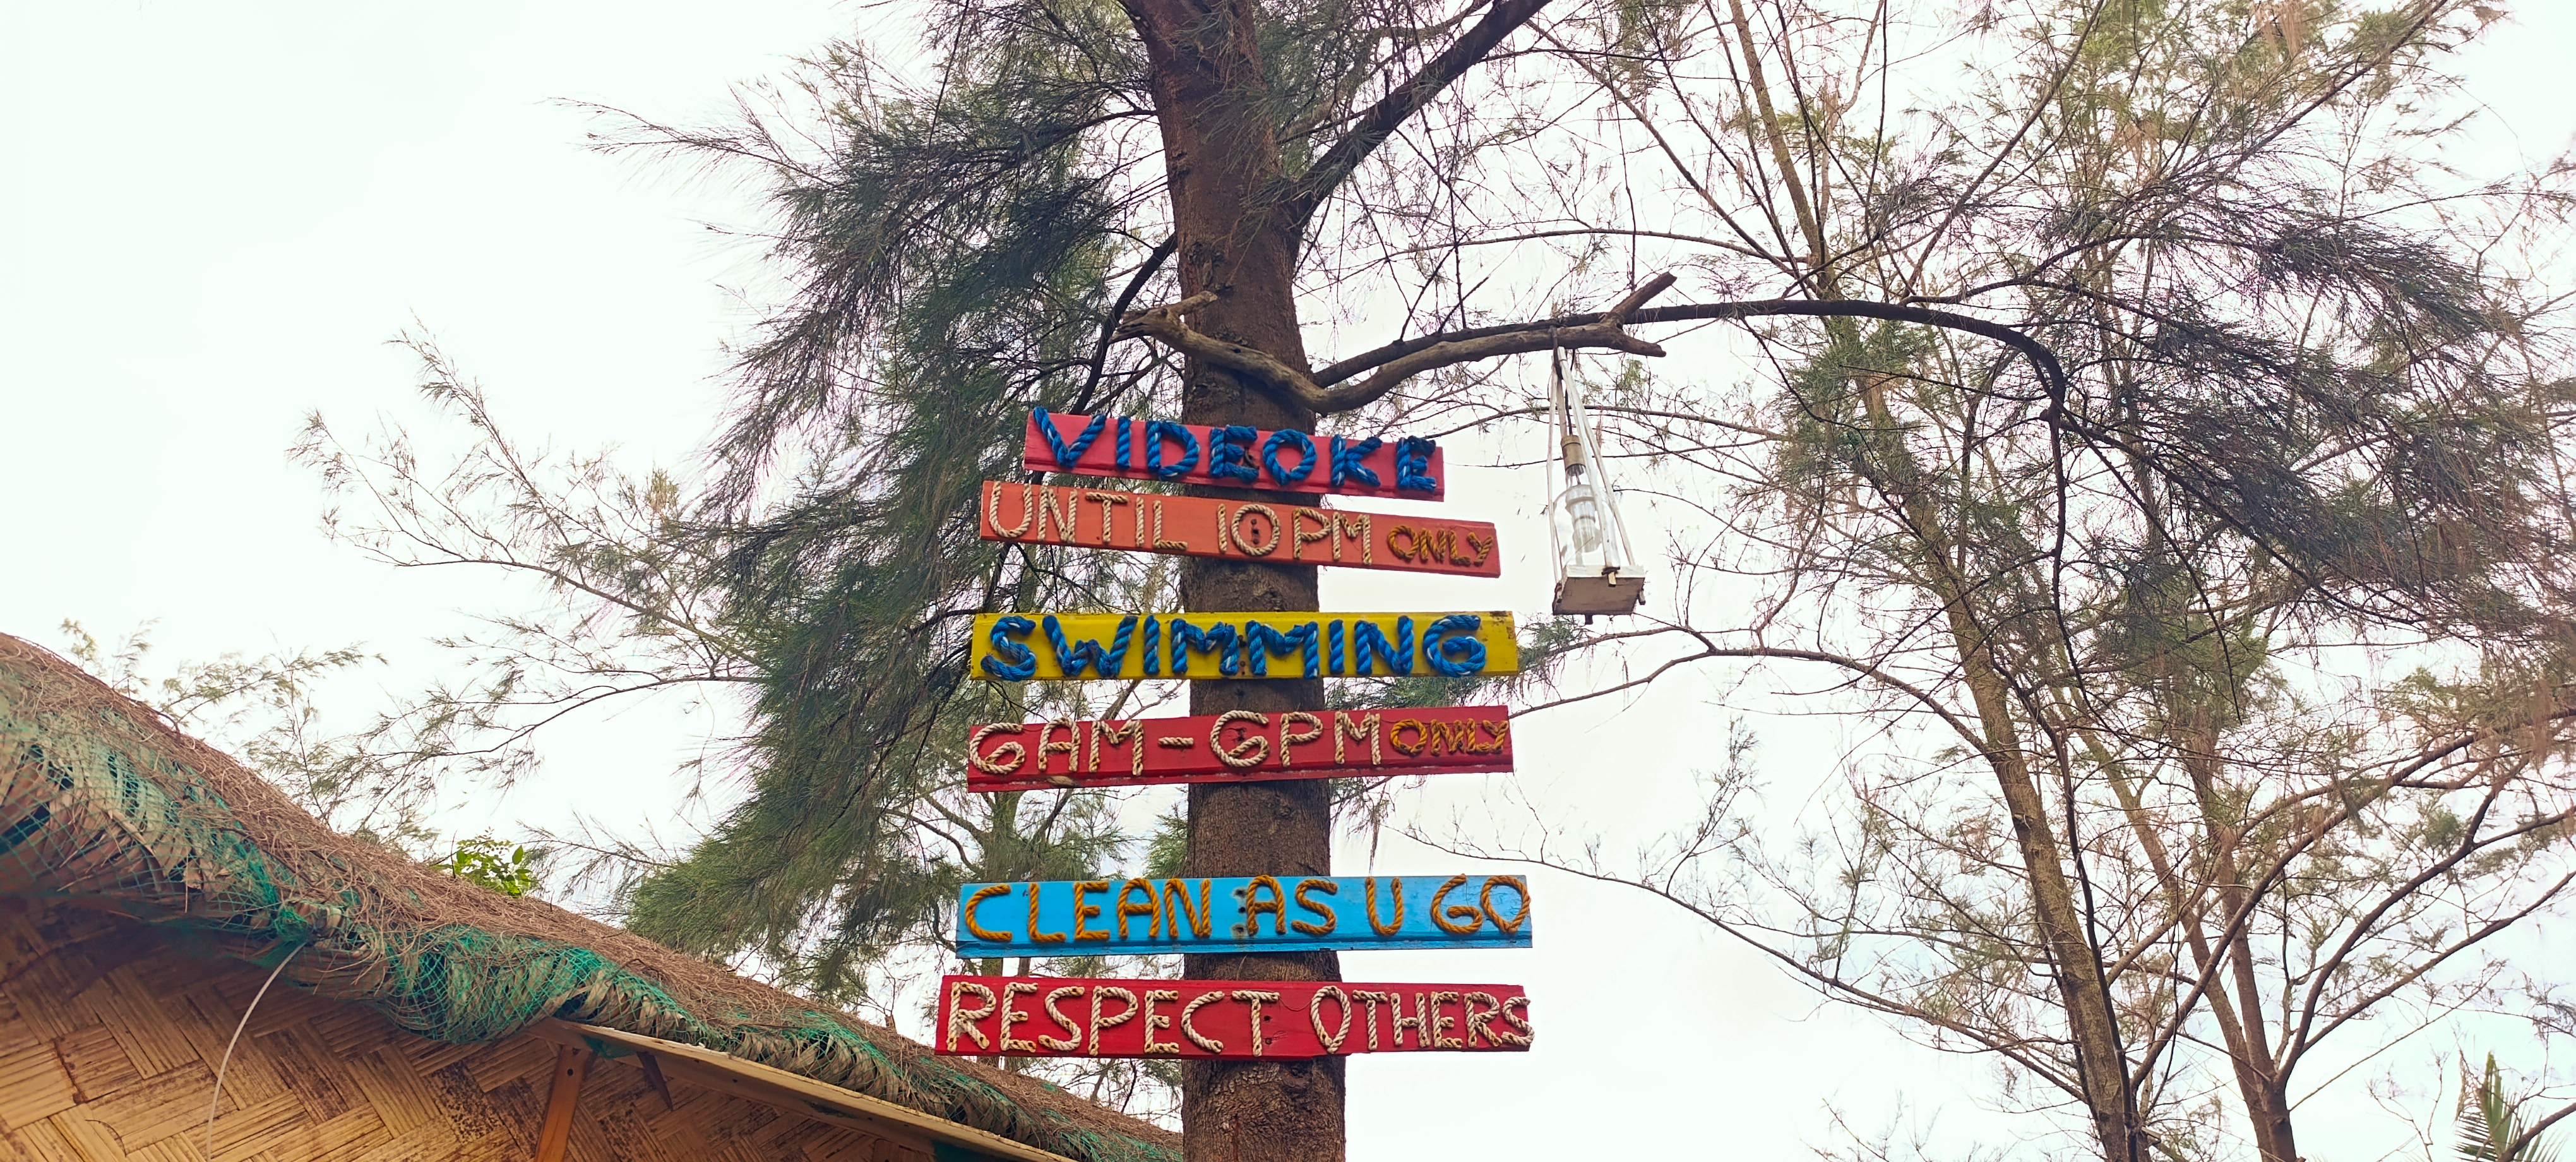 VIDEOKE
UNTIL 10PM ONLY
SWIMMING
6AM - 6PM ONLY
CLEAN AS U GO
RESPECT OTHERS